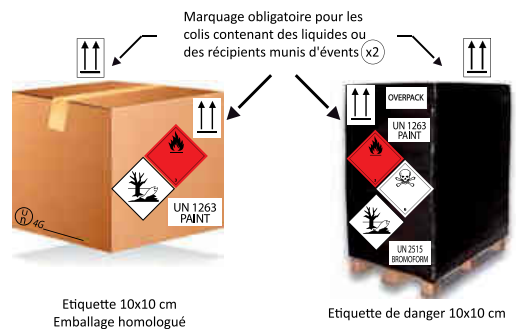 Marquage obligatoire pour les
colis contenant des liquides ou
des récipients munis d'évents x2
OVERPACK
UN 1263
PAINT
UN 1263
PAINT
un 4G
UN 2515
BROMOFORM
Etiquette 10x10 cm
Emballage homologué
Etiquette de danger 10x10 cm